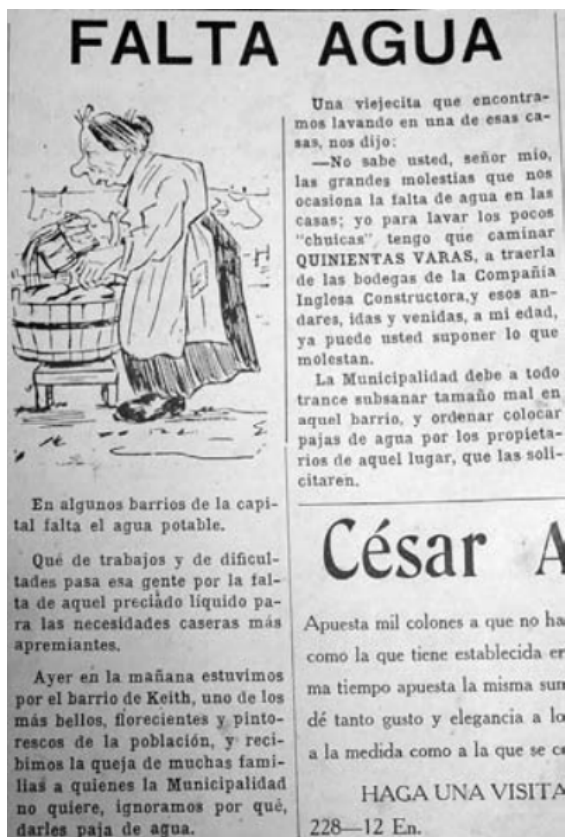 FALTA AGUA
En algunos barrios de la capi-
tal falta el agua potable.
Qué de trabajos y de dificul-
tades pasa esa gente por la fal-
ta de aquel preciado líquido pa-
ra las necesidades caseras más
apremiantes.
Ayer en la mañana estuvimos
por el barrio de Keith, uno de los
más bellos, florecientes y pinto-
rescos de la población, y reci-
bimos la queja de muchas fami-
lias a quienes la Municipalidad
no quiere, ignoramos por qué,
darles paja de agua.
Una viejecita que encontra-
mos lavando en una de esas ca-
sas, nos dijo:
—No sabe usted, señor mío,
las grandes molestias que nos
ocasiona la falta de agua en las
casas; yo para lavar los pocos
"chuicas" tengo que caminar
QUINIENTAS VARAS, a traerla
de las bodegas de la Compañía
Inglesa Constructora,y esos an-
dares, idas y venidas, a mi edad,
ya puede usted suponer lo que
molestan.
La Municipalidad debe a todo
trance subsanar tamaño mal en
aquel barrio, y ordenar colocar
pajas de agua por los propieta-
rios de aquel lugar, que las soli-
citaren.
César A
Apuesta mil colones a que no ha
como la que tiene establecida en
ma tiempo apuesta la misma sum
dé tanto gusto y elegancia a lo
a la medida como a la que se c
HAGA UNA VISITA
228—12 En.